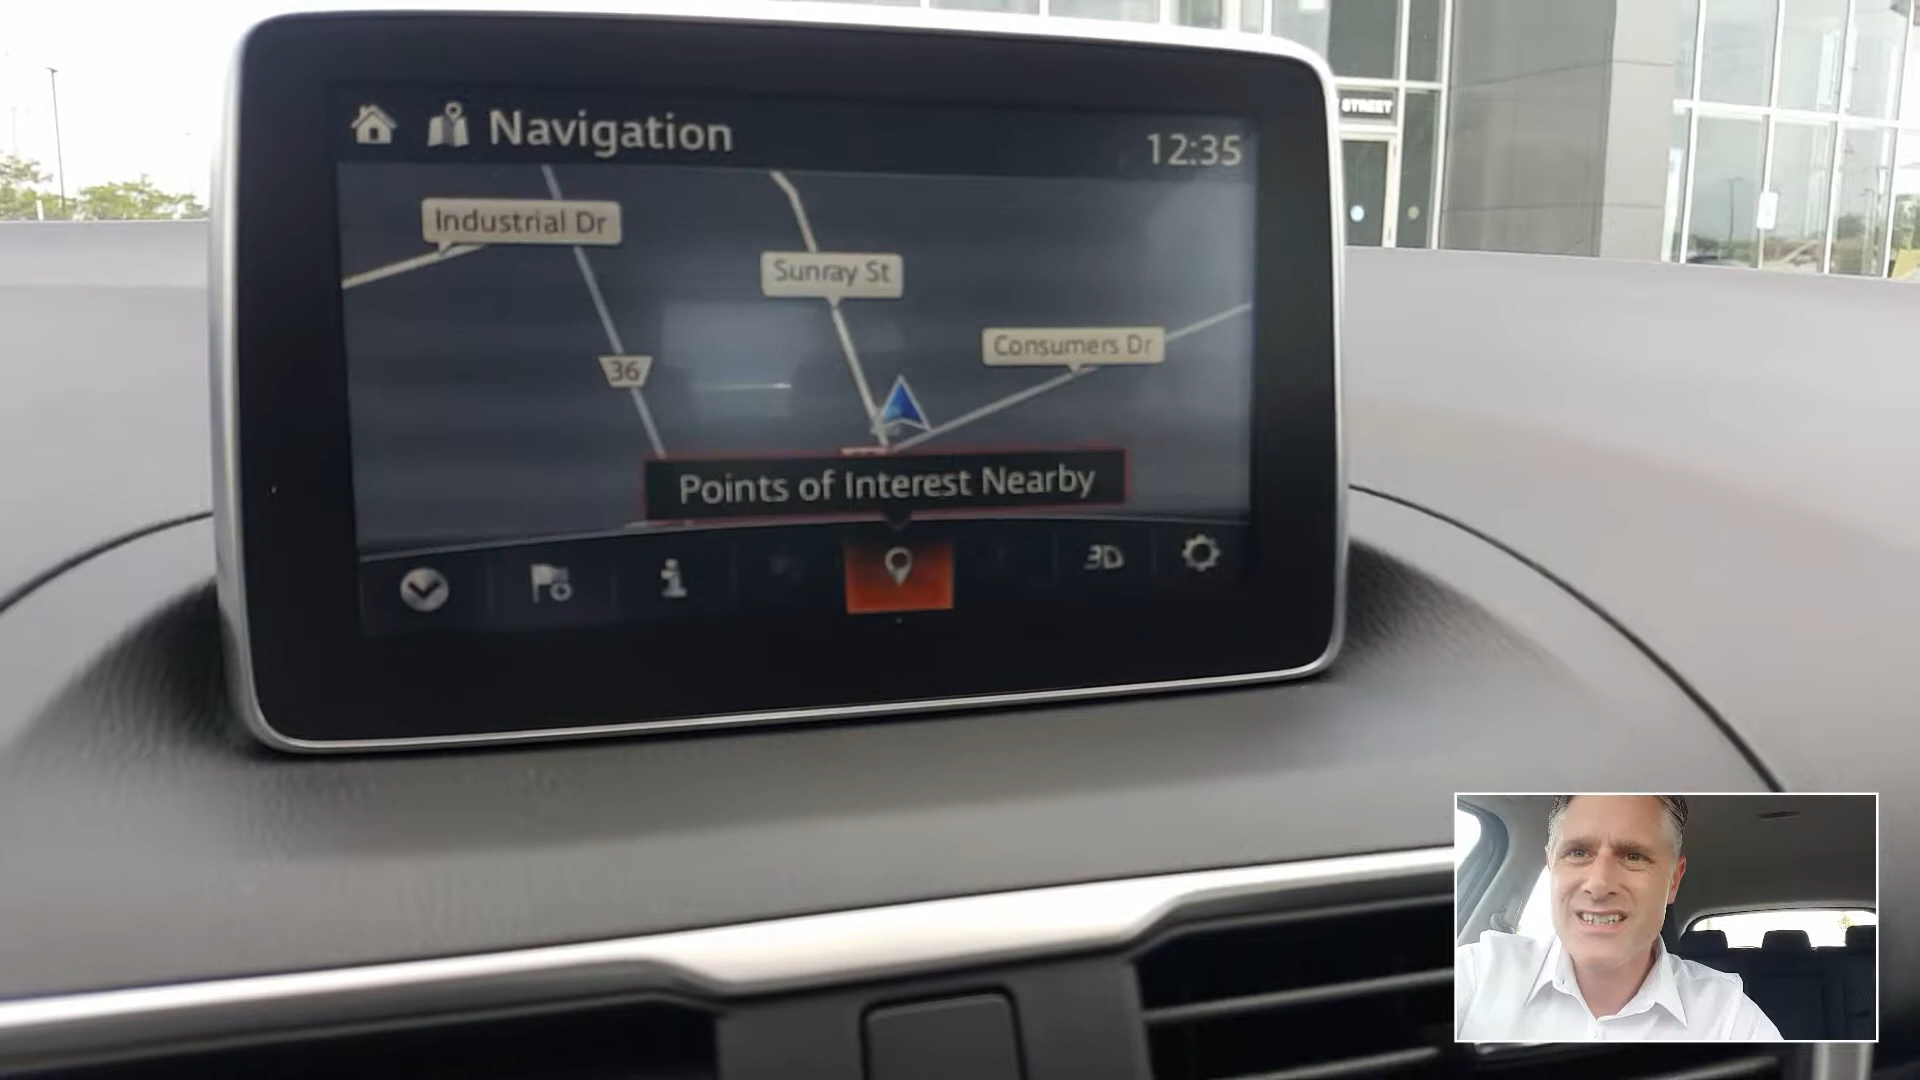 Navigation
12:35
STREET
Industrial Dr
Sunray St
Consumers Dr
36
Points of Interest Nearby
3D